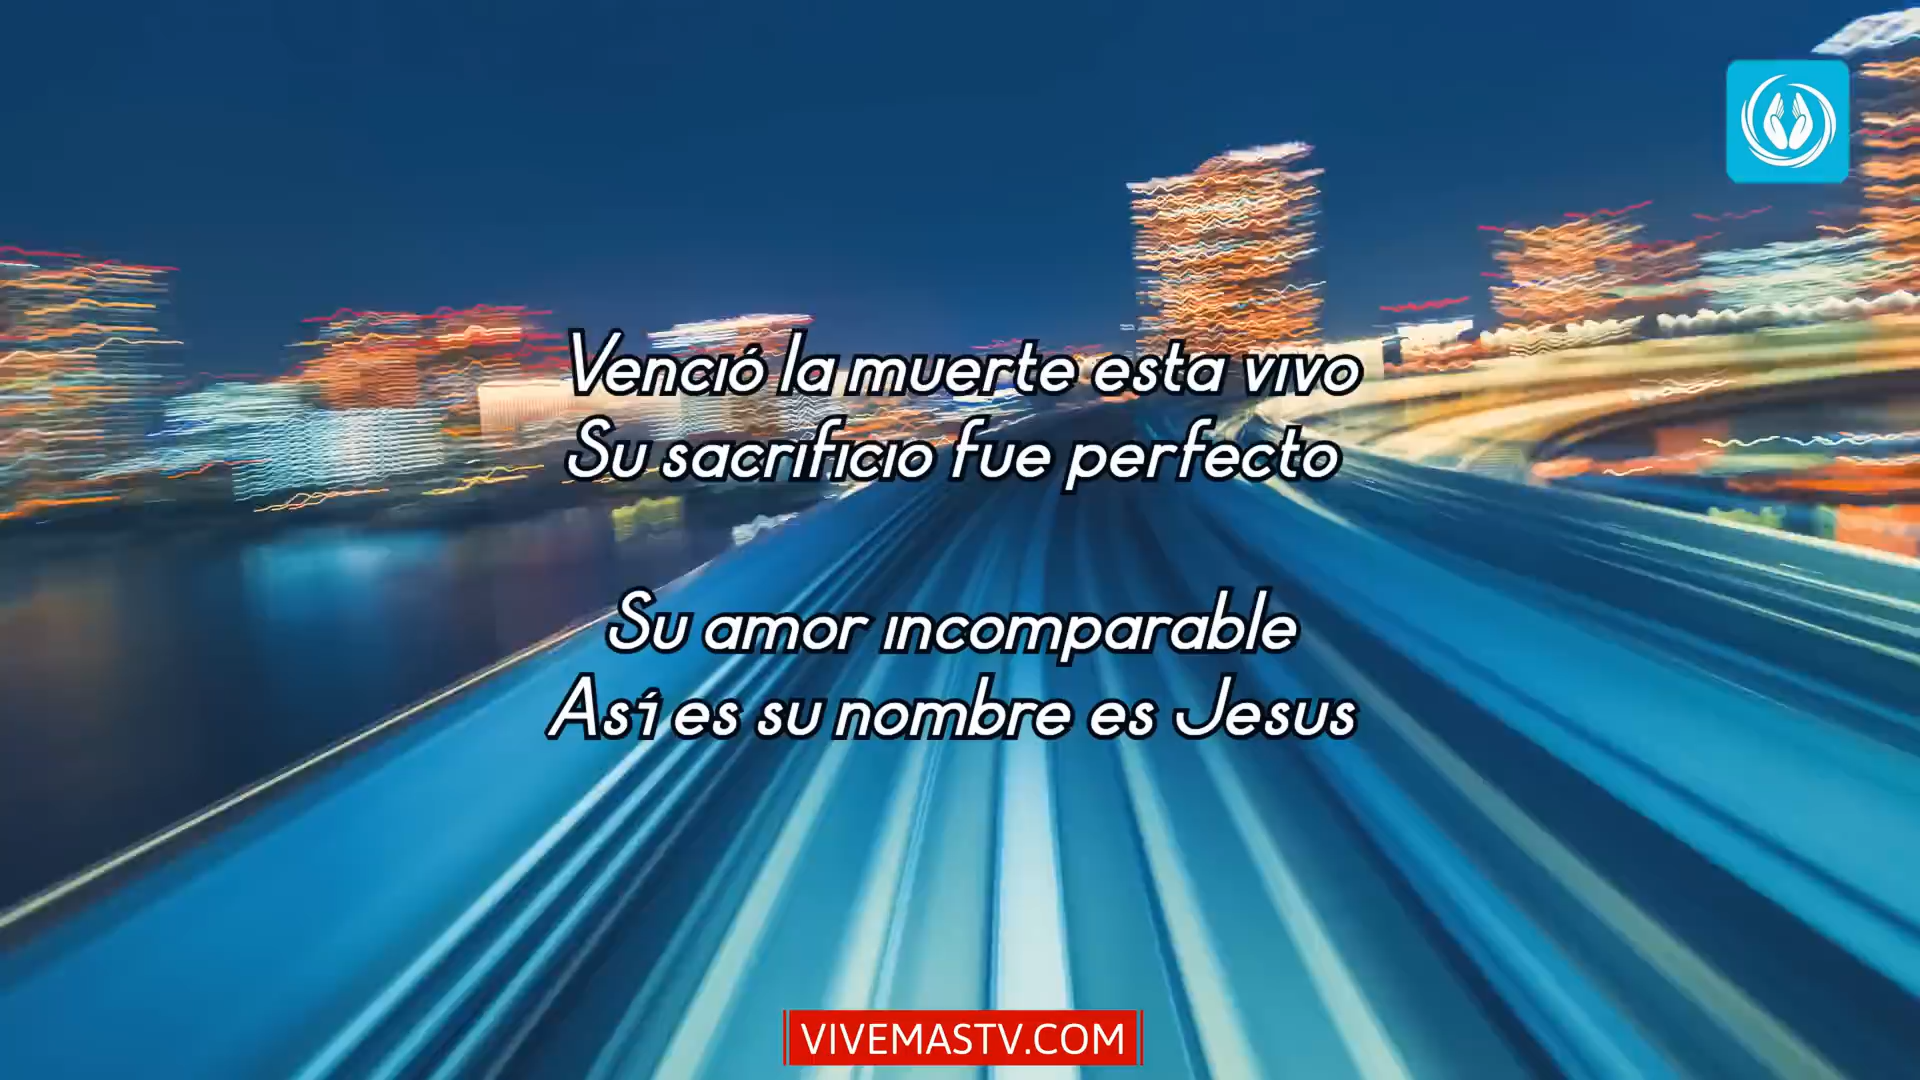 Venció la muerte esta vivo
Su sacrificio fue perfecto
Su amor incomparable
Así es su nombre es Jesus
VIVEMASTV.COM